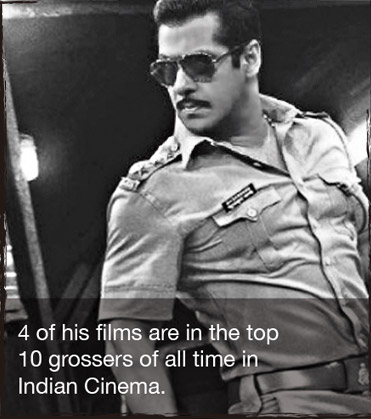 4 of his films are in the top
10 grossers of all time in
Indian Cinema.